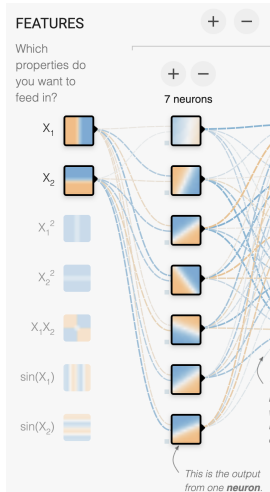 FEATURES
Which
properties do
you want to
feed in?
+ −
+ −
7 neurons
X₁
X₂
X₁²
X₂²
X₁X₂
sin(X₁)
sin(X₂)
This is the output
from one neuron.